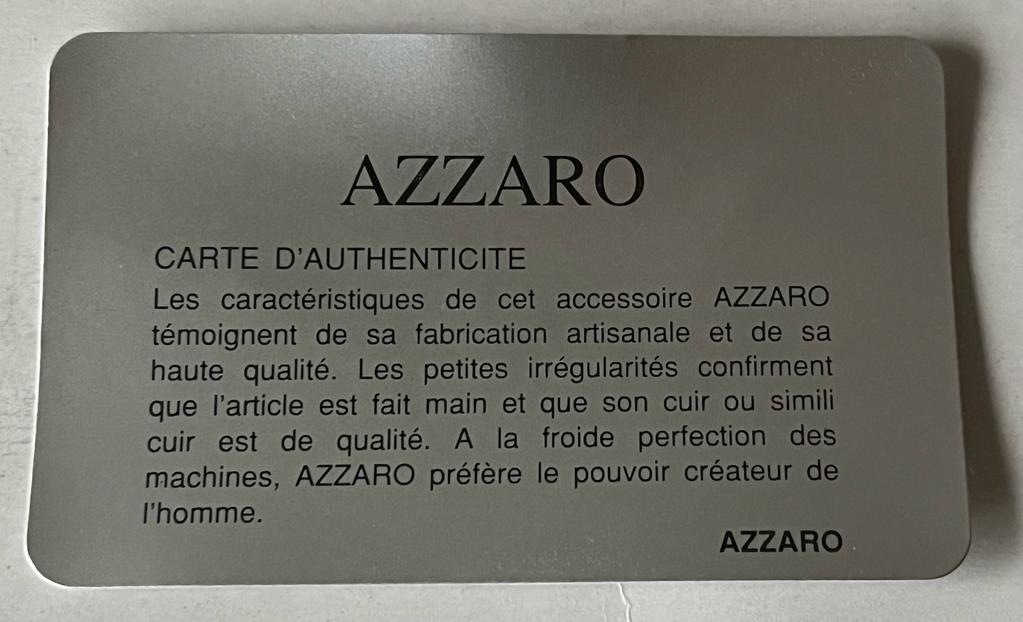 AZZARO
CARTE D'AUTHENTICITE
Les caractéristiques de cet accessoire AZZARO
témoignent de sa fabrication artisanale et de sa
haute qualité. Les petites irrégularités confirment
que l'article est fait main et que son cuir ou simili
cuir est de qualité. A la froide perfection des
machines, AZZARO préfère le pouvoir créateur de
l'homme.
AZZARO